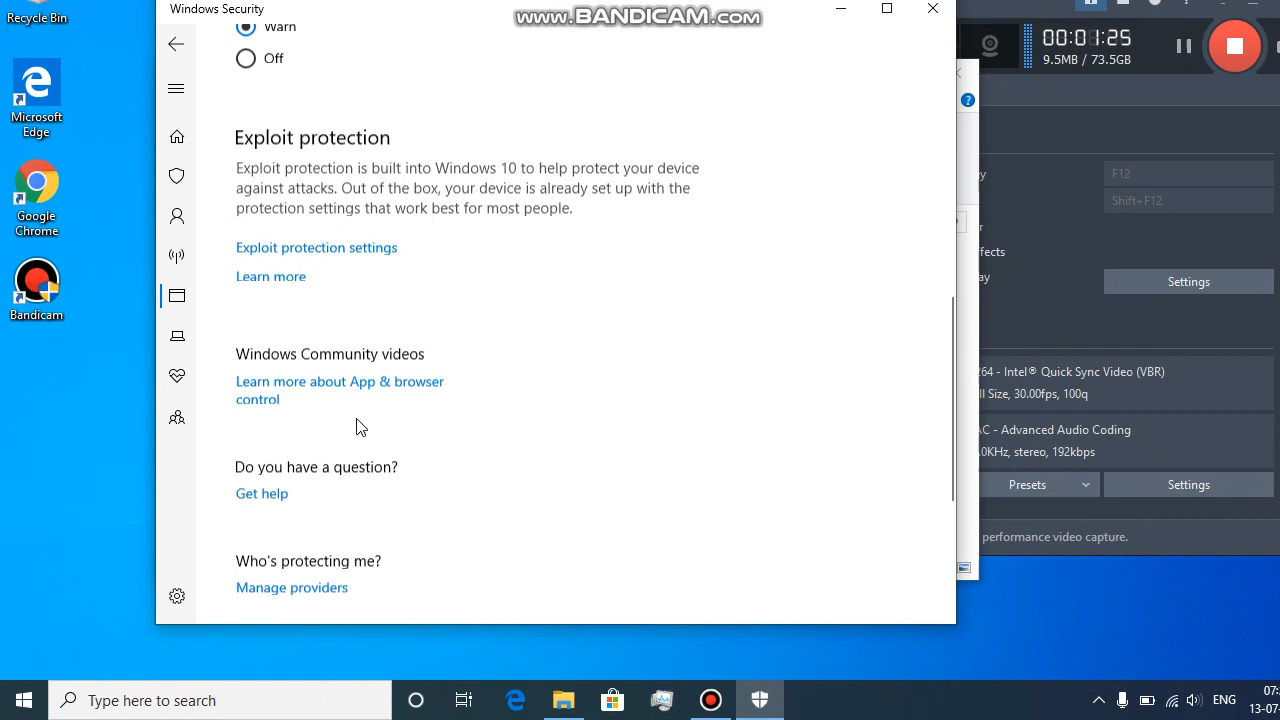 Recycle Bin
Microsoft
Edge
Google
Chrome
Bandicam
Windows Security
www.BANDICAM.com
Warn
Off
Exploit protection
Exploit protection is built into Windows 10 to help protect your device
against attacks. Out of the box, your device is already set up with the
protection settings that work best for most people.
Exploit protection settings
Learn more
Windows Community videos
Learn more about App & browser
control
Do you have a question?
Get help
Who's protecting me?
Manage providers
00:01:25
9.5MB / 73.5GB
F12
Shift+F12
Settings
64 - Intel® Quick Sync Video (VBR)
ll Size, 30.00fps, 100q
AC - Advanced Audio Coding
0KHz, stereo, 192kbps
Presets
Settings
performance video capture.
Type here to search
ENG
07:
13-07